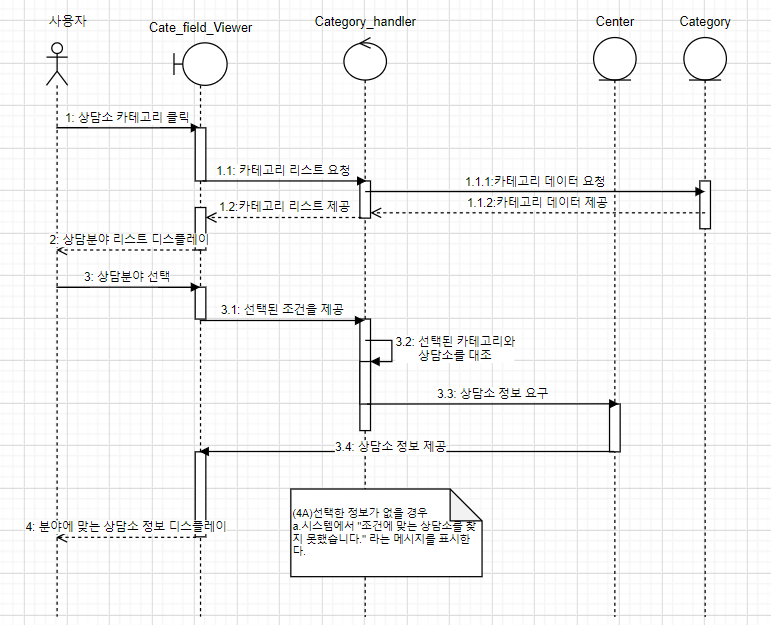 사용자
Cate_field_Viewer
Category_handler
Center
Category
1: 상담소 카테고리 클릭
1.1: 카테고리 리스트 요청
1.1.1:카테고리 데이터 요청
1.2:카테고리 리스트 제공
1.1.2:카테고리 데이터 제공
2: 상담분야 리스트 디스플레이
3: 상담분야 선택
3.1: 선택된 조건을 제공
3.2: 선택된 카테고리와
상담소를 대조
3.3: 상담소 정보 요구
3.4: 상담소 정보 제공
(4A)선택한 정보가 없을 경우
a.시스템에서 "조건에 맞는 상담소를 찾
지 못했습니다." 라는 메시지를 표시한
다.
4: 분야에 맞는 상담소 정보 디스플레이